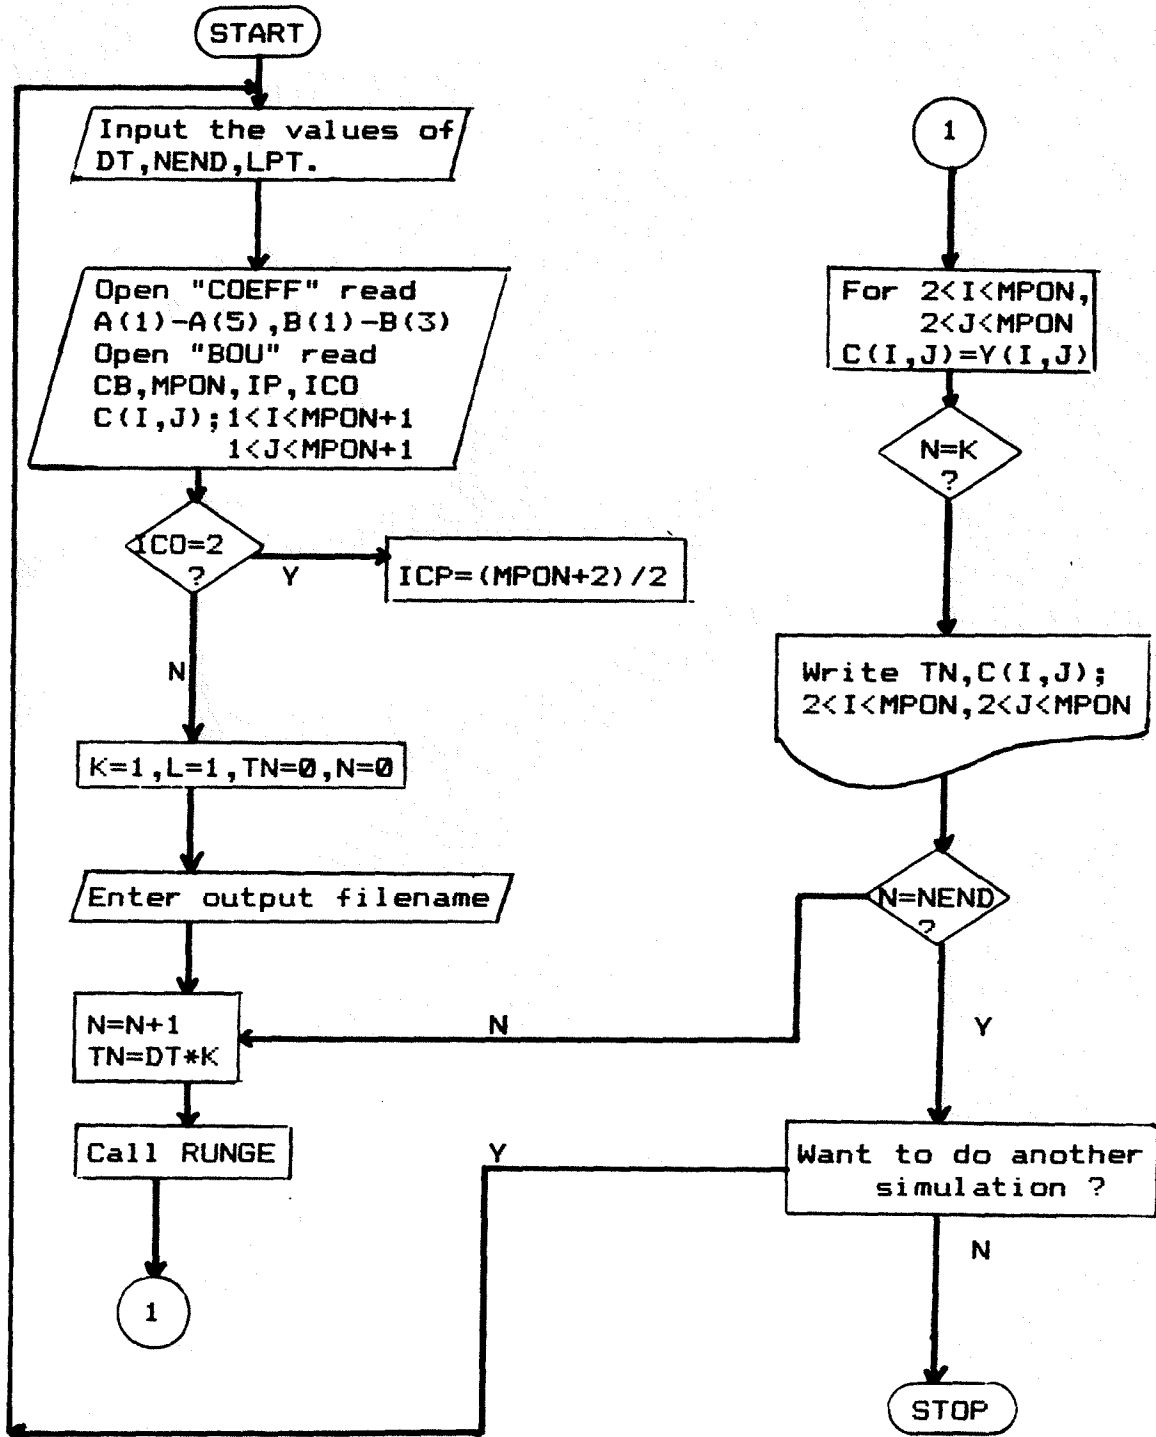 START
Input the values of
DT,NEND,LPT.
Open "COEFF" read
A(1)-A(5),B(1)-B(3)
Open "BOU" read
CB,MPON,IP,ICO
C(I,J);1<I<MPON+1
1<J<MPON+1
ICO=2
?
Y
ICP=(MPON+2)/2
N
K=1,L=1,TN=0,N=0
Enter output filename
N=N+1
TN=DT*K
Call RUNGE
1
1
For 2<I<MPON,
2<J<MPON
C(I,J)=Y(I,J)
N=K
?
Write TN,C(I,J);
2<I<MPON,2<J<MPON
N=NEND
?
N
Y
Want to do another
simulation ?
Y
N
STOP